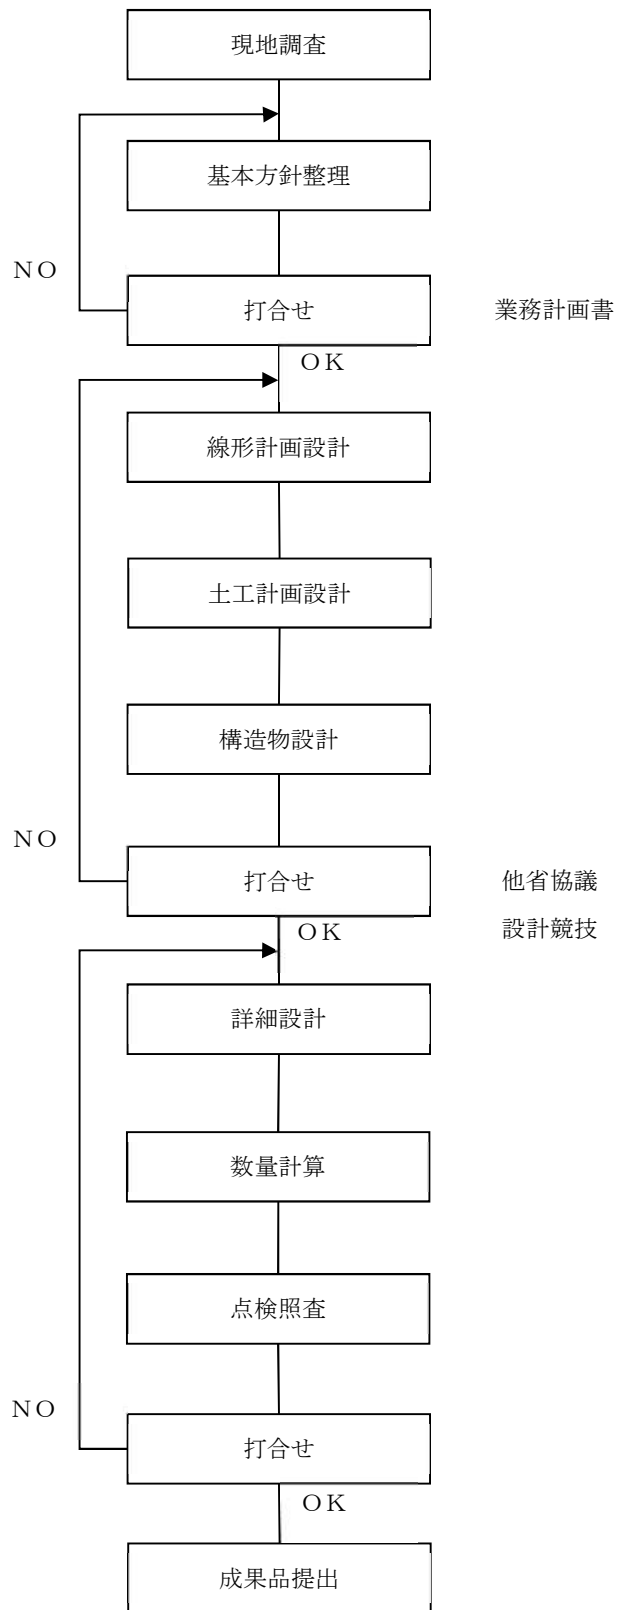 現地調査
基本方針整理
NO
打合せ
業務計画書
OK
線形計画設計
土工計画設計
構造物設計
NO
打合せ
他省協議
OK
設計競技
詳細設計
数量計算
点検照査
NO
打合せ
OK
成果品提出